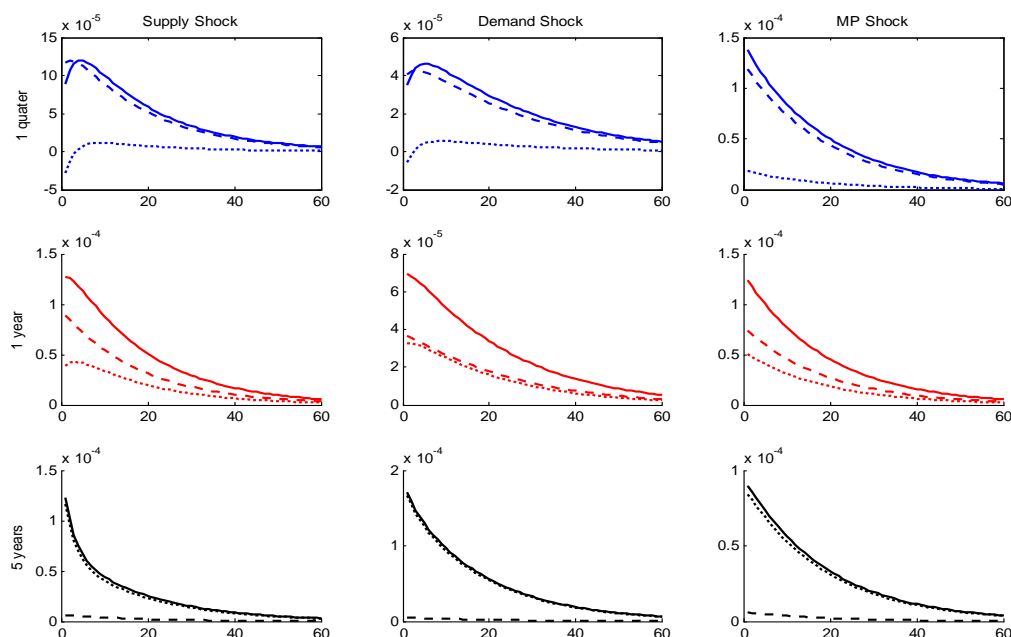 Supply Shock Demand Shock MP Shock
x 10^-5 x 10^-5 x 10^-4
15 6 1.5
10 4 1
5 2 0.5
0 0 0
-5 -2
0 20 40 60 0 20 40 60 0 20 40 60
1 quater
x 10^-4 x 10^-5 x 10^-4
1.5 8 1.5
1 6 1
0.5 4 0.5
0 2 0
0
0 20 40 60 0 20 40 60 0 20 40 60
1 year
x 10^-4 x 10^-4 x 10^-4
1.5 2 1
1 1 0.5
0.5 0 0
0
0 20 40 60 0 20 40 60 0 20 40 60
5 years